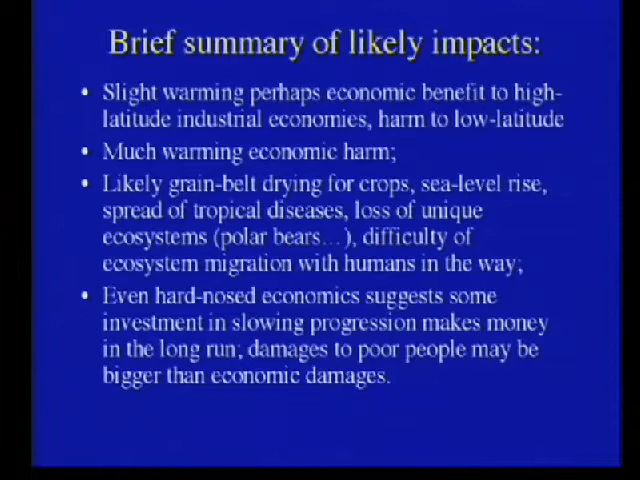 Brief summary of likely impacts:
• Slight warming perhaps economic benefit to high-
latitude industrial economies, harm to low-latitude
• Much warming economic harm;
• Likely grain-belt drying for crops, sea-level rise,
spread of tropical diseases, loss of unique
ecosystems (polar bears…), difficulty of
ecosystem migration with humans in the way;
• Even hard-nosed economics suggests some
investment in slowing progression makes money
in the long run; damages to poor people may be
bigger than economic damages.